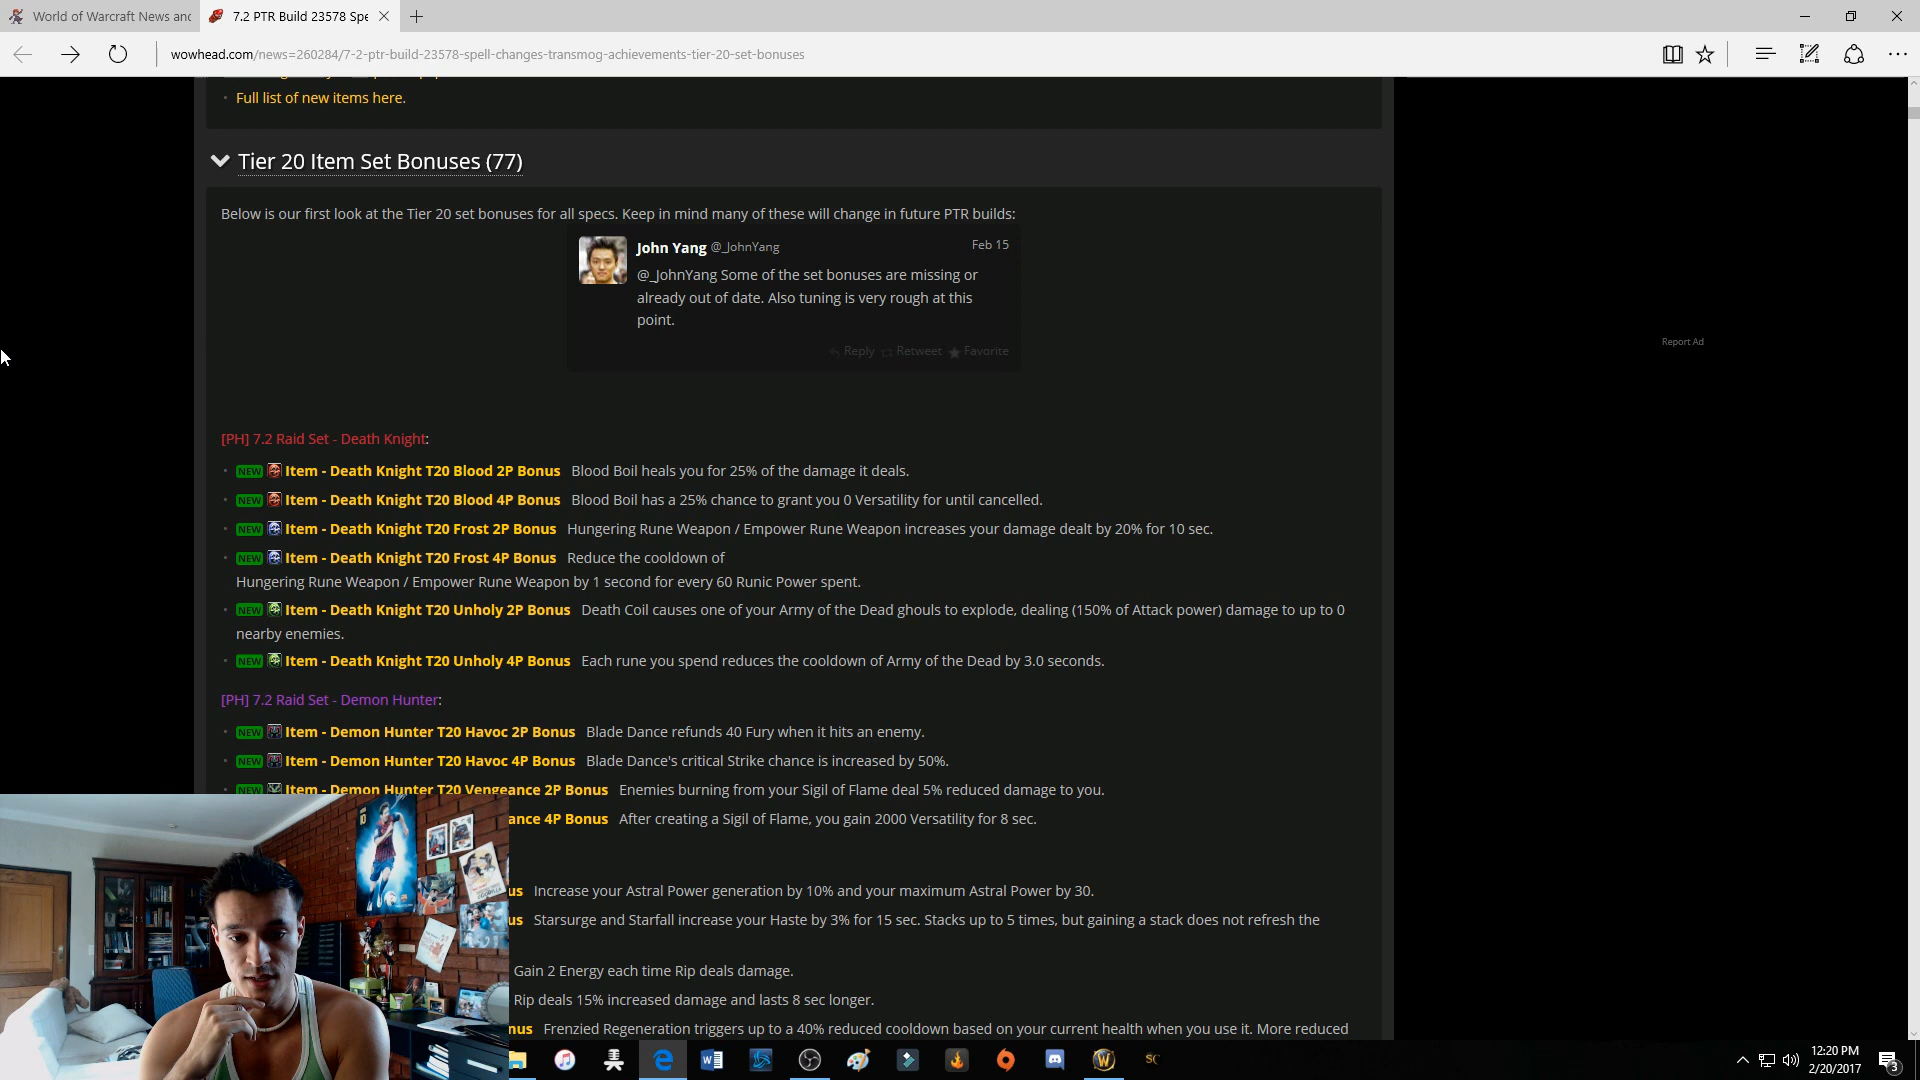 World of Warcraft News and
7.2 PTR Build 23578 Spe
wowhead.com/news=260284/7-2-ptr-build-23578-spell-changes-transmog-achievements-tier-20-set-bonuses
Full list of new items here.
Tier 20 Item Set Bonuses (77)
Below is our first look at the Tier 20 set bonuses for all specs. Keep in mind many of these will change in future PTR builds:
John Yang @_JohnYang Feb 15
@_JohnYang Some of the set bonuses are missing or
already out of date. Also tuning is very rough at this
point.
Reply Retweet Favorite
Report Ad
[PH] 7.2 Raid Set - Death Knight:
NEW Item - Death Knight T20 Blood 2P Bonus Blood Boil heals you for 25% of the damage it deals.
NEW Item - Death Knight T20 Blood 4P Bonus Blood Boil has a 25% chance to grant you 0 Versatility for until cancelled.
NEW Item - Death Knight T20 Frost 2P Bonus Hungering Rune Weapon / Empower Rune Weapon increases your damage dealt by 20% for 10 sec.
NEW Item - Death Knight T20 Frost 4P Bonus Reduce the cooldown of
Hungering Rune Weapon / Empower Rune Weapon by 1 second for every 60 Runic Power spent.
NEW Item - Death Knight T20 Unholy 2P Bonus Death Coil causes one of your Army of the Dead ghouls to explode, dealing (150% of Attack power) damage to up to 0
nearby enemies.
NEW Item - Death Knight T20 Unholy 4P Bonus Each rune you spend reduces the cooldown of Army of the Dead by 3.0 seconds.
[PH] 7.2 Raid Set - Demon Hunter:
NEW Item - Demon Hunter T20 Havoc 2P Bonus Blade Dance refunds 40 Fury when it hits an enemy.
NEW Item - Demon Hunter T20 Havoc 4P Bonus Blade Dance's critical Strike chance is increased by 50%.
NEW Item - Demon Hunter T20 Vengeance 2P Bonus Enemies burning from your Sigil of Flame deal 5% reduced damage to you.
ance 4P Bonus After creating a Sigil of Flame, you gain 2000 Versatility for 8 sec.
us Increase your Astral Power generation by 10% and your maximum Astral Power by 30.
us Starsurge and Starfall increase your Haste by 3% for 15 sec. Stacks up to 5 times, but gaining a stack does not refresh the
Gain 2 Energy each time Rip deals damage.
Rip deals 15% increased damage and lasts 8 sec longer.
nus Frenzied Regeneration triggers up to a 40% reduced cooldown based on your current health when you use it. More reduced
SC
12:20 PM
2/20/2017
3